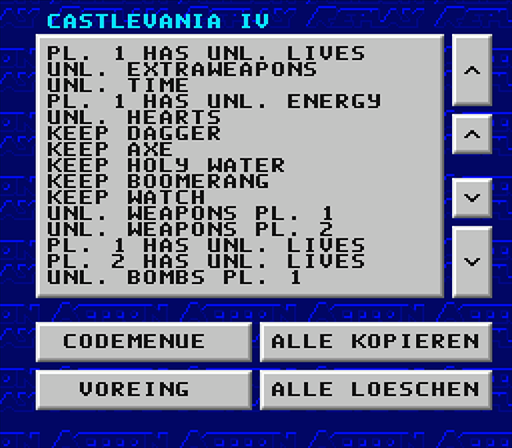 CASTLEVANIA IV
PL. 1 HAS UNL. LIVES
UNL. EXTRAWEAPONS
UNL. TIME
PL. 1 HAS UNL. ENERGY
UNL. HEARTS
KEEP DAGGER
KEEP AXE
KEEP HOLY WATER
KEEP BOOMERANG
KEEP WATCH
UNL. WEAPONS PL. 1
UNL. WEAPONS PL. 2
PL. 1 HAS UNL. LIVES
PL. 2 HAS UNL. LIVES
UNL. BOMBS PL. 1
CODEMENUE
ALLE KOPIEREN
VOREING
ALLE LOESCHEN